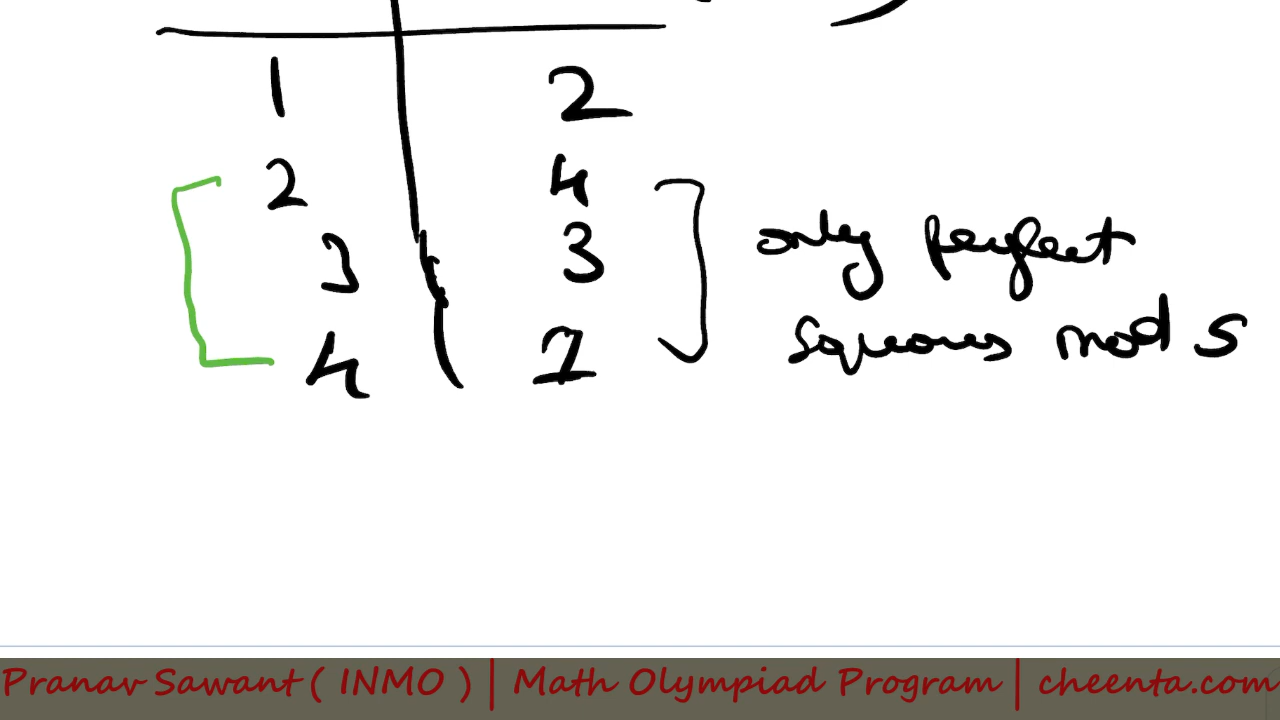 1 2
2 4
3 3 only perfect
4 1 squares mod 5
Pranav Sawant ( INMO ) | Math Olympiad Program | cheenta.com